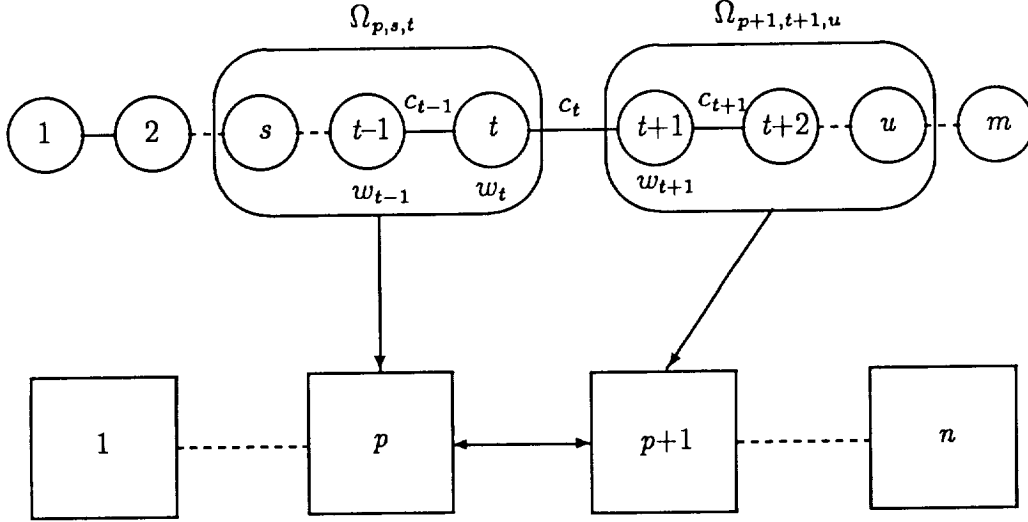 Ω_{p,s,t} Ω_{p+1,t+1,u}
c_{t−1} c_t c_{t+1}
1 2 s t–1 t t+1 t+2 u m
w_{t−1} w_t w_{t+1}
1 p p+1 n